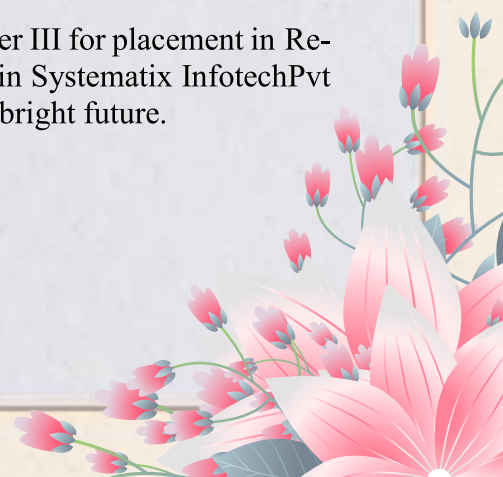 er III for placement in Re-
in Systematix InfotechPvt
bright future.